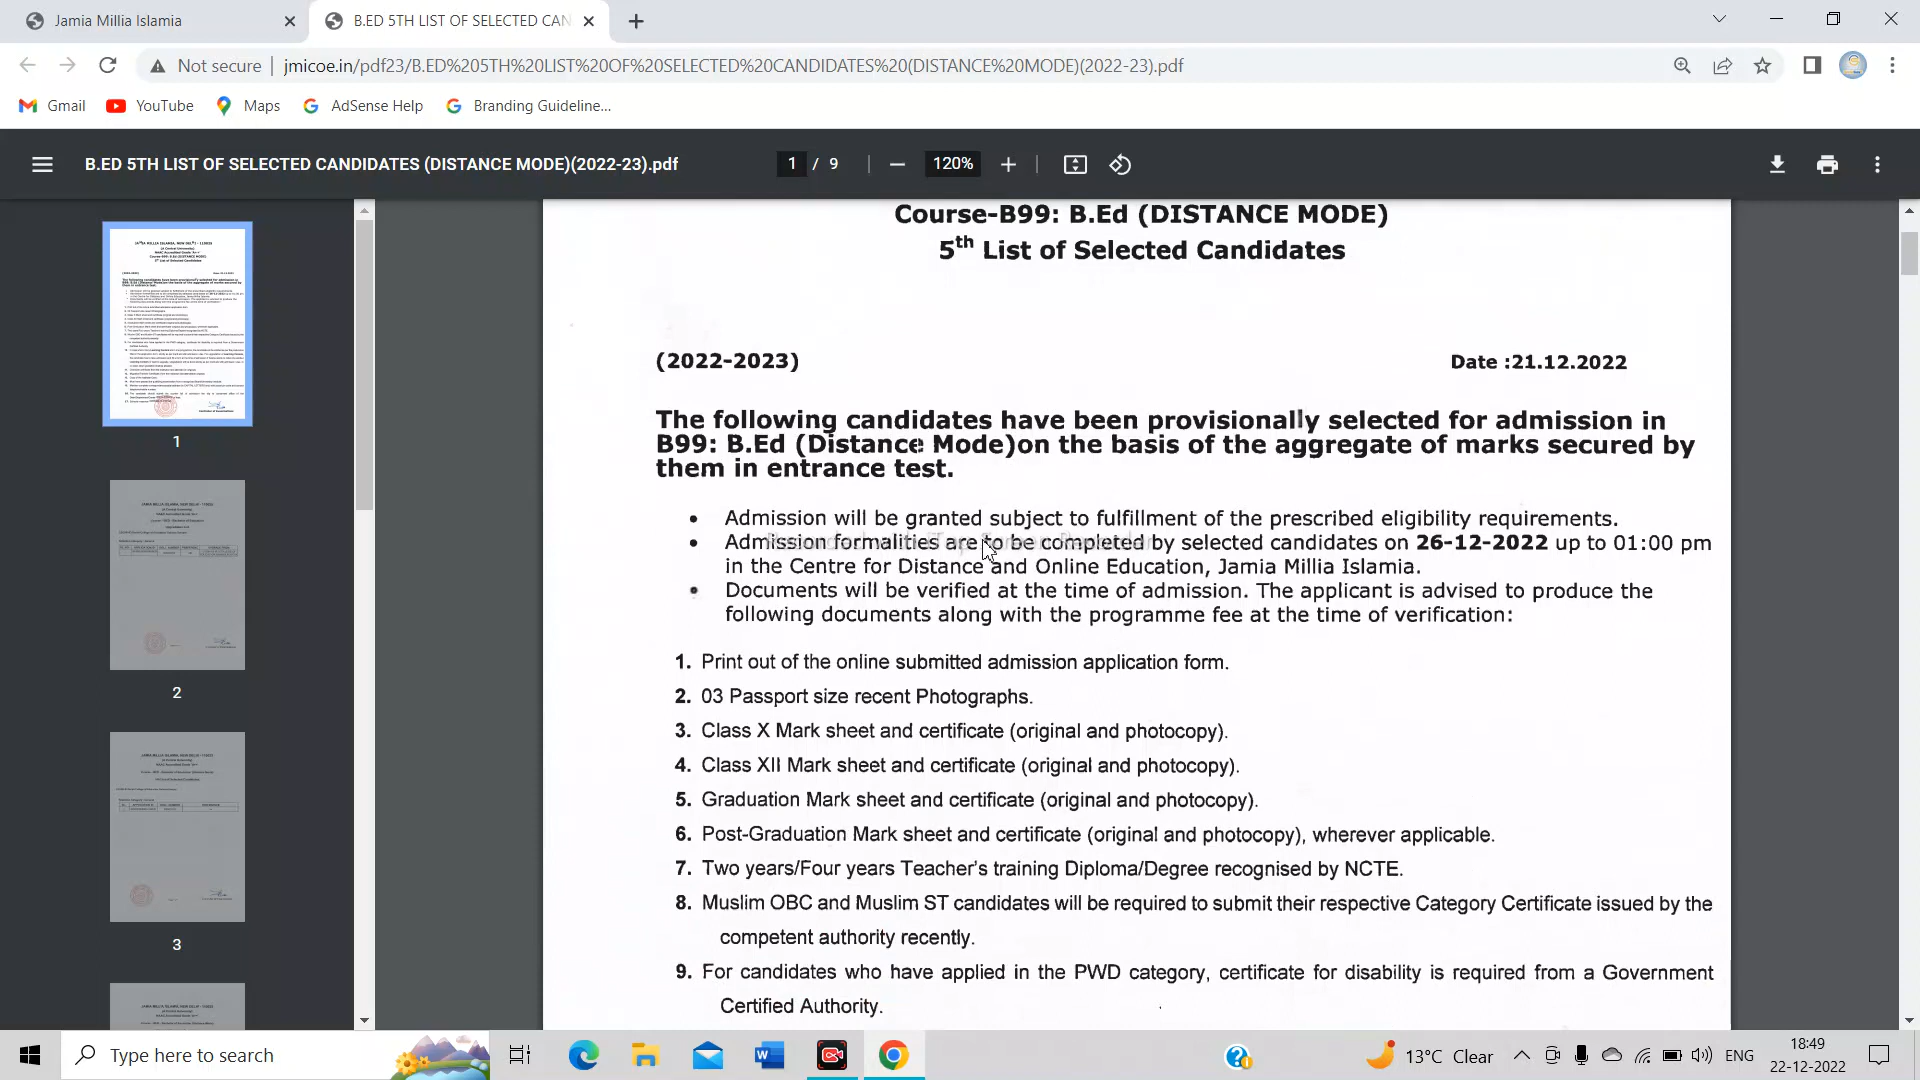 Jamia Millia Islamia
B.ED 5TH LIST OF SELECTED CAN
Not secure
jmicoe.in/pdf23/B.ED%205TH%20LIST%20OF%20SELECTED%20CANDIDATES%20(DISTANCE%20MODE)(2022-23).pdf
Gmail YouTube Maps AdSense Help Branding Guideline...
B.ED 5TH LIST OF SELECTED CANDIDATES (DISTANCE MODE)(2022-23).pdf
1 / 9
120%
1
2
3
Course-B99: B.Ed (DISTANCE MODE)
5th List of Selected Candidates
(2022-2023) Date :21.12.2022
The following candidates have been provisionally selected for admission in
B99: B.Ed (Distance Mode)on the basis of the aggregate of marks secured by
them in entrance test.
• Admission will be granted subject to fulfillment of the prescribed eligibility requirements.
• Admission formalities are to be completed by selected candidates on 26-12-2022 up to 01:00 pm
in the Centre for Distance and Online Education, Jamia Millia Islamia.
• Documents will be verified at the time of admission. The applicant is advised to produce the
following documents along with the programme fee at the time of verification:
1. Print out of the online submitted admission application form.
2. 03 Passport size recent Photographs.
3. Class X Mark sheet and certificate (original and photocopy).
4. Class XII Mark sheet and certificate (original and photocopy).
5. Graduation Mark sheet and certificate (original and photocopy).
6. Post-Graduation Mark sheet and certificate (original and photocopy), wherever applicable.
7. Two years/Four years Teacher's training Diploma/Degree recognised by NCTE.
8. Muslim OBC and Muslim ST candidates will be required to submit their respective Category Certificate issued by the
competent authority recently.
9. For candidates who have applied in the PWD category, certificate for disability is required from a Government
Certified Authority.
Type here to search
13°C Clear
ENG
18:49
22-12-2022